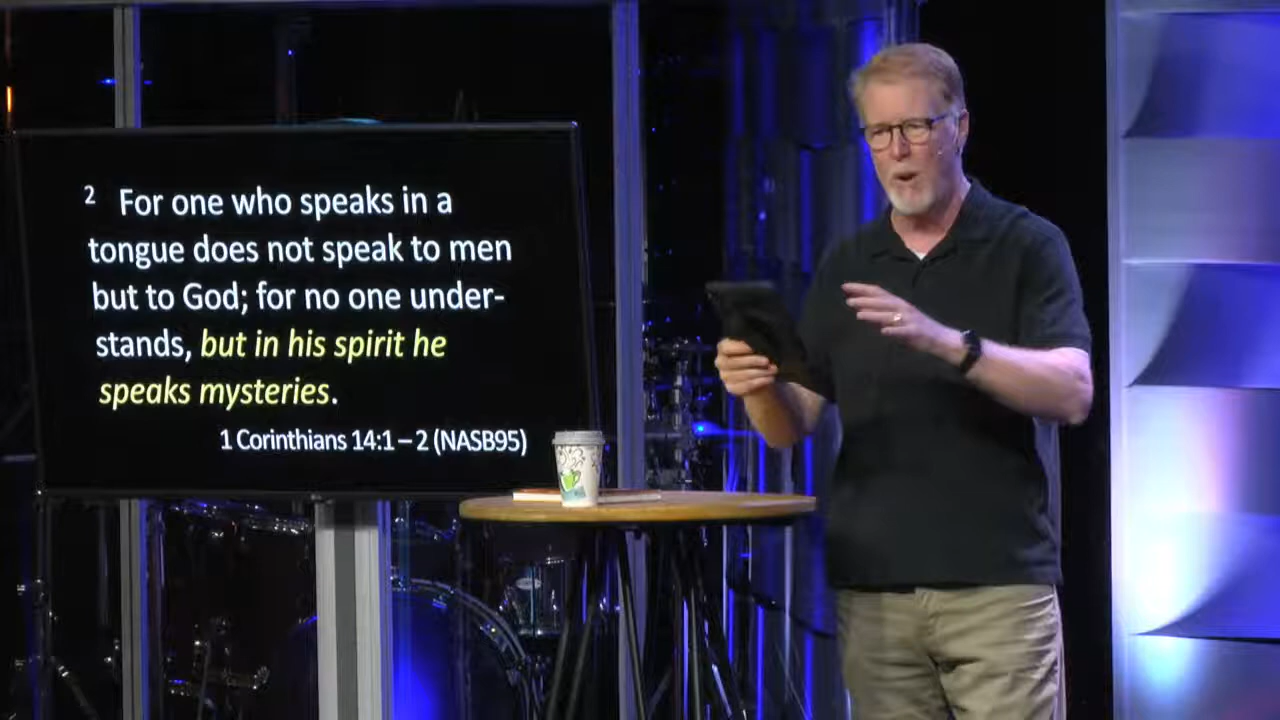 2 For one who speaks in a
tongue does not speak to men
but to God; for no one under-
stands, but in his spirit he
speaks mysteries.
1 Corinthians 14:1 – 2 (NASB95)